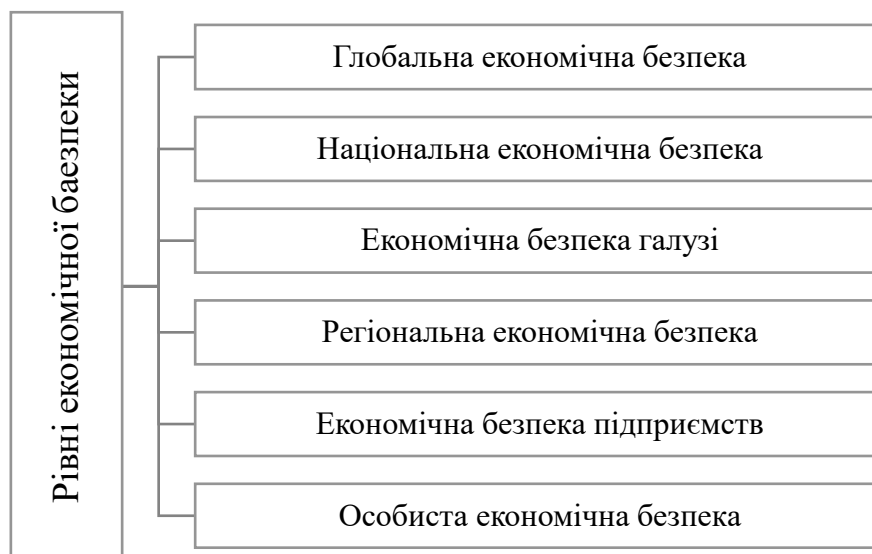 Рівні економічної баезпеки
Глобальна економічна безпека
Національна економічна безпека
Економічна безпека галузі
Регіональна економічна безпека
Економічна безпека підприємств
Особиста економічна безпека